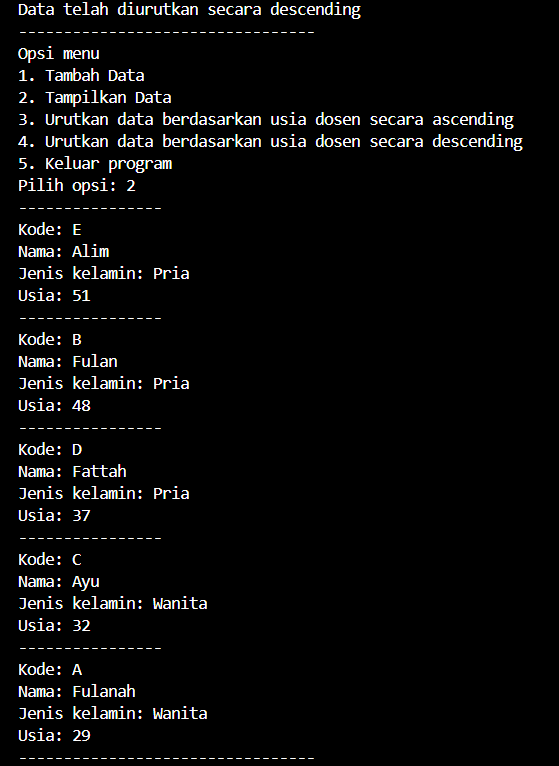 Data telah diurutkan secara descending
---------------------------------
Opsi menu
1. Tambah Data
2. Tampilkan Data
3. Urutkan data berdasarkan usia dosen secara ascending
4. Urutkan data berdasarkan usia dosen secara descending
5. Keluar program
Pilih opsi: 2
----------------
Kode: E
Nama: Alim
Jenis kelamin: Pria
Usia: 51
----------------
Kode: B
Nama: Fulan
Jenis kelamin: Pria
Usia: 48
----------------
Kode: D
Nama: Fattah
Jenis kelamin: Pria
Usia: 37
----------------
Kode: C
Nama: Ayu
Jenis kelamin: Wanita
Usia: 32
----------------
Kode: A
Nama: Fulanah
Jenis kelamin: Wanita
Usia: 29
---------------------------------